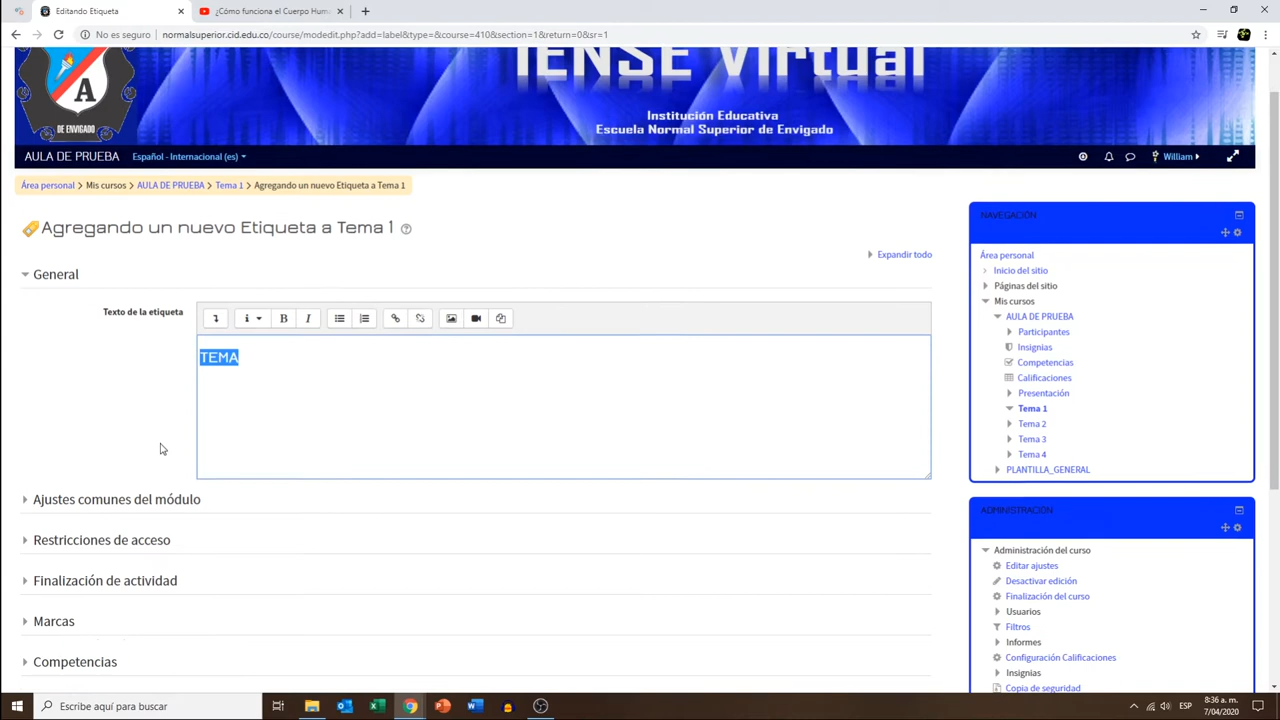 Editando Etiqueta
¿Cómo funciona el Cuerpo Hum
No es seguro
normalsuperior.cid.edu.co/course/modedit.php?add=label&type=&course=410&section=1&return=0&sr=1
A
DE ENVIGADO
IENSE Virtual
Institución Educativa
Escuela Normal Superior de Envigado
AULA DE PRUEBA
Español - Internacional (es)
William
Área personal > Mis cursos > AULA DE PRUEBA > Tema 1 > Agregando un nuevo Etiqueta a Tema 1
Agregando un nuevo Etiqueta a Tema 1
Expandir todo
General
Texto de la etiqueta
TEMA
Ajustes comunes del módulo
Restricciones de acceso
Finalización de actividad
Marcas
Competencias
NAVEGACIÓN
Área personal
Inicio del sitio
Páginas del sitio
Mis cursos
AULA DE PRUEBA
Participantes
Insignias
Competencias
Calificaciones
Presentación
Tema 1
Tema 2
Tema 3
Tema 4
PLANTILLA_GENERAL
ADMINISTRACIÓN
Administración del curso
Editar ajustes
Desactivar edición
Finalización del curso
Usuarios
Filtros
Informes
Configuración Calificaciones
Insignias
Copia de seguridad
Escribe aquí para buscar
ESP
8:36 a. m.
7/04/2020